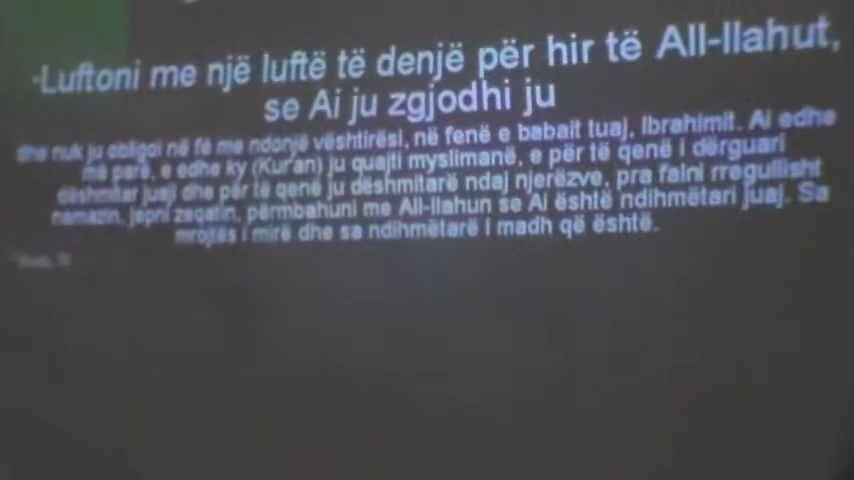 ·Luftoni me një luftë të denjë për hir të All-llahut,
se Ai ju zgjodhi ju
dhe nuk ju obligoi në fé me ndonjë vështirësi, në fenë e babait tuaj, Ibrahimit. Ai edhe
më parë, e edhe ky (Kur'an) ju quajti myslimanë, e për të qenë i dërguari
dëshmitar juaji dhe për të qenë ju dëshmitarë ndaj njerëzve, pra falni rregullisht
namazin, jepni zeqatin, përmbahuni me All-llahun se Ai është ndihmëtari juaj. Sa
mrojtës i mirë dhe sa ndihmëtarë i madh që është.